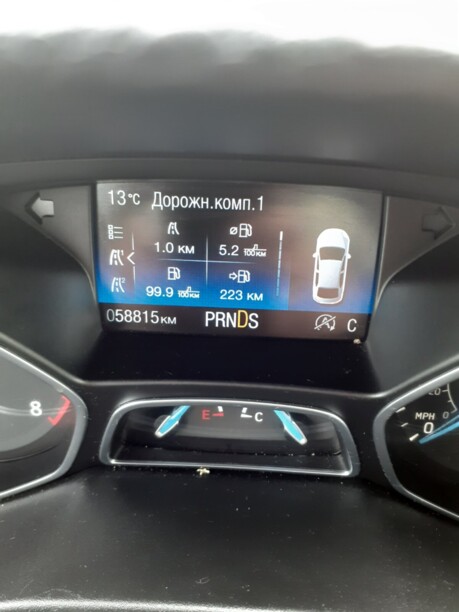 13°C Дорожн.комп.1
1.0 КМ
5.2 100КМ
99.9 100КМ
223 КМ
058815КМ PRNDS C
8
E C
MPH 0
0